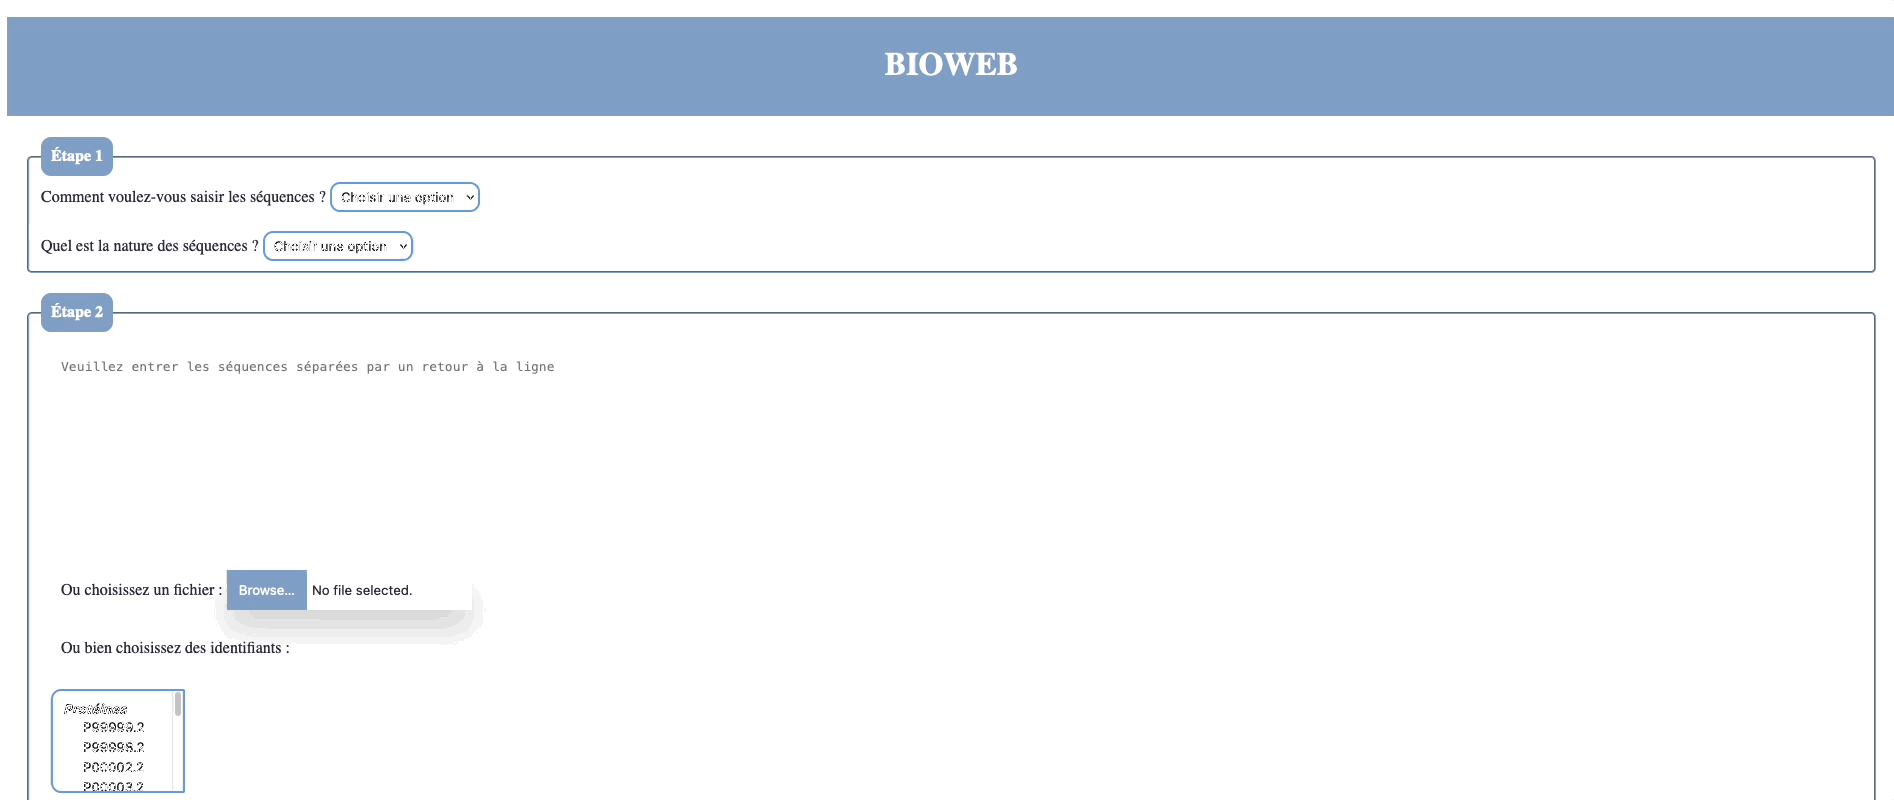 BIOWEB
Étape 1
Comment voulez-vous saisir les séquences ? Choisir une option
Quel est la nature des séquences ? Choisir une option
Étape 2
Veuillez entrer les séquences séparées par un retour à la ligne
Ou choisissez un fichier : Browse... No file selected.
Ou bien choisissez des identifiants :
Protéines
P99999.2
P99998.2
P00002.2
P00003.2